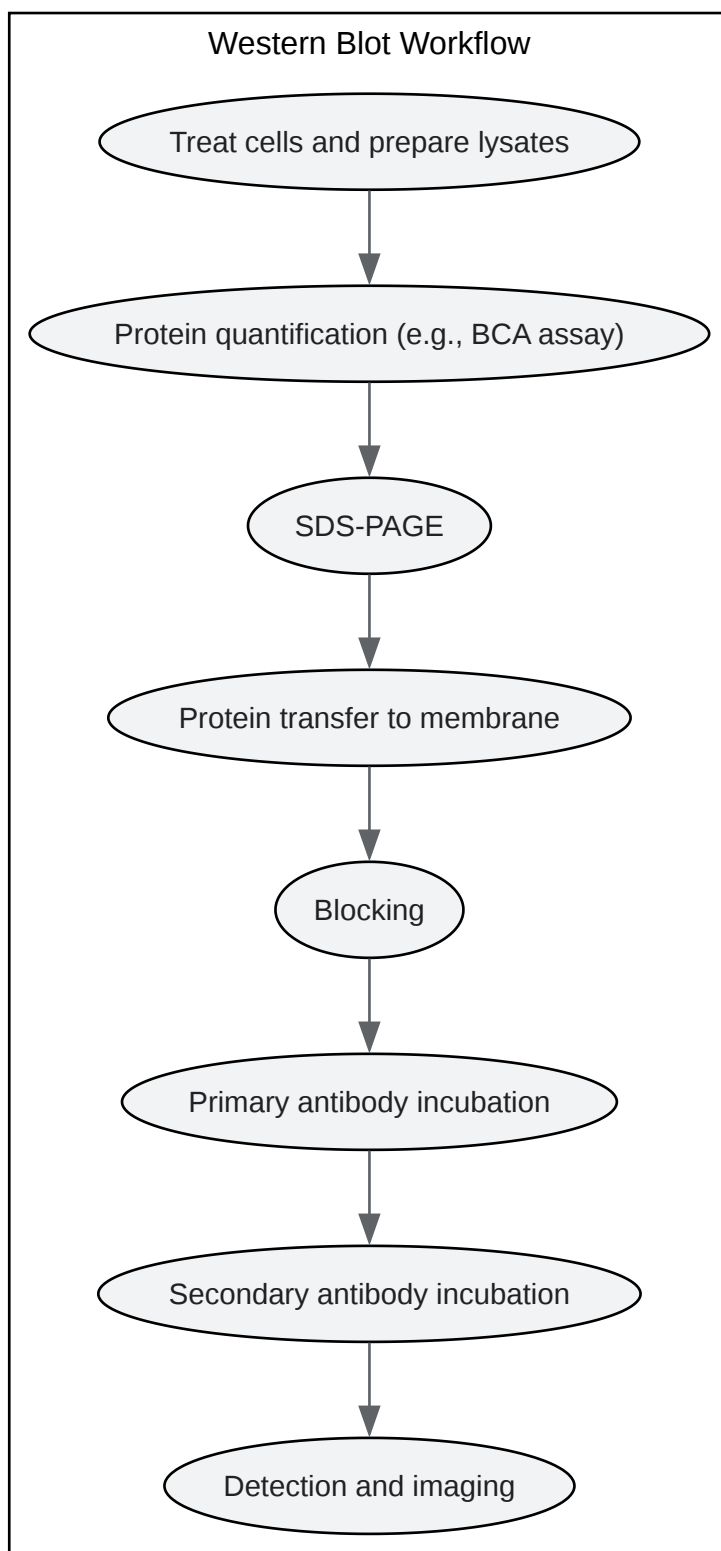 Western Blot Workflow
Treat cells and prepare lysates
Protein quantification (e.g., BCA assay)
SDS-PAGE
Protein transfer to membrane
Blocking
Primary antibody incubation
Secondary antibody incubation
Detection and imaging